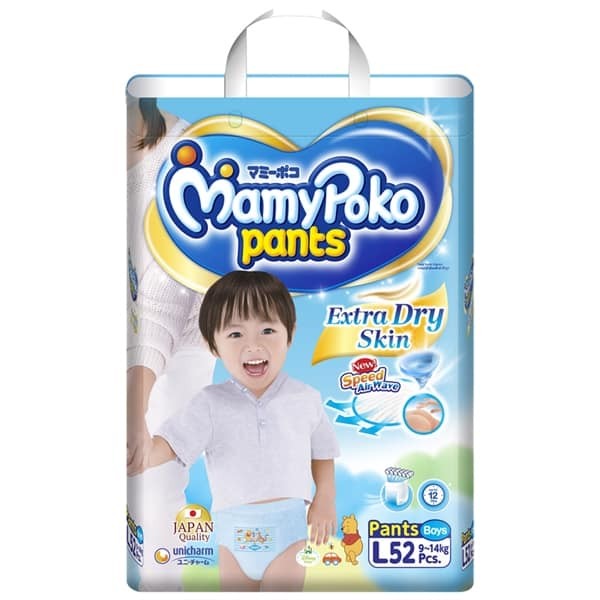 マミーポコ
MamyPoko
pants
Extra Dry
Skin
New!
Speed
Air Wave
12
JAPAN
Quality
unicharm
ユニ・チャーム
Disney
Pants Boys
L52 9~14kg
Pcs.